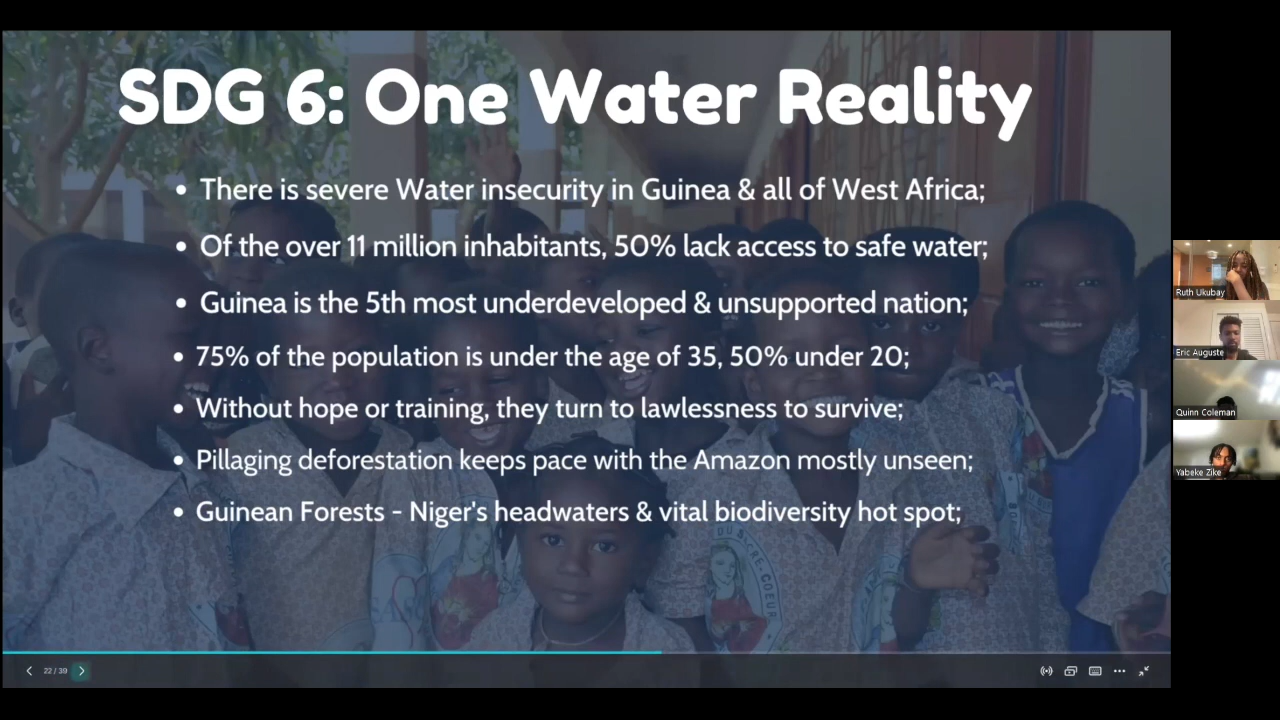 SDG 6: One Water Reality
• There is severe Water insecurity in Guinea & all of West Africa;
• Of the over 11 million inhabitants, 50% lack access to safe water;
• Guinea is the 5th most underdeveloped & unsupported nation;
• 75% of the population is under the age of 35, 50% under 20;
• Without hope or training, they turn to lawlessness to survive;
• Pillaging deforestation keeps pace with the Amazon mostly unseen;
• Guinean Forests - Niger's headwaters & vital biodiversity hot spot;
22 / 39
Ruth Ukubay
Eric Auguste
Quinn Coleman
Yabeke Zike